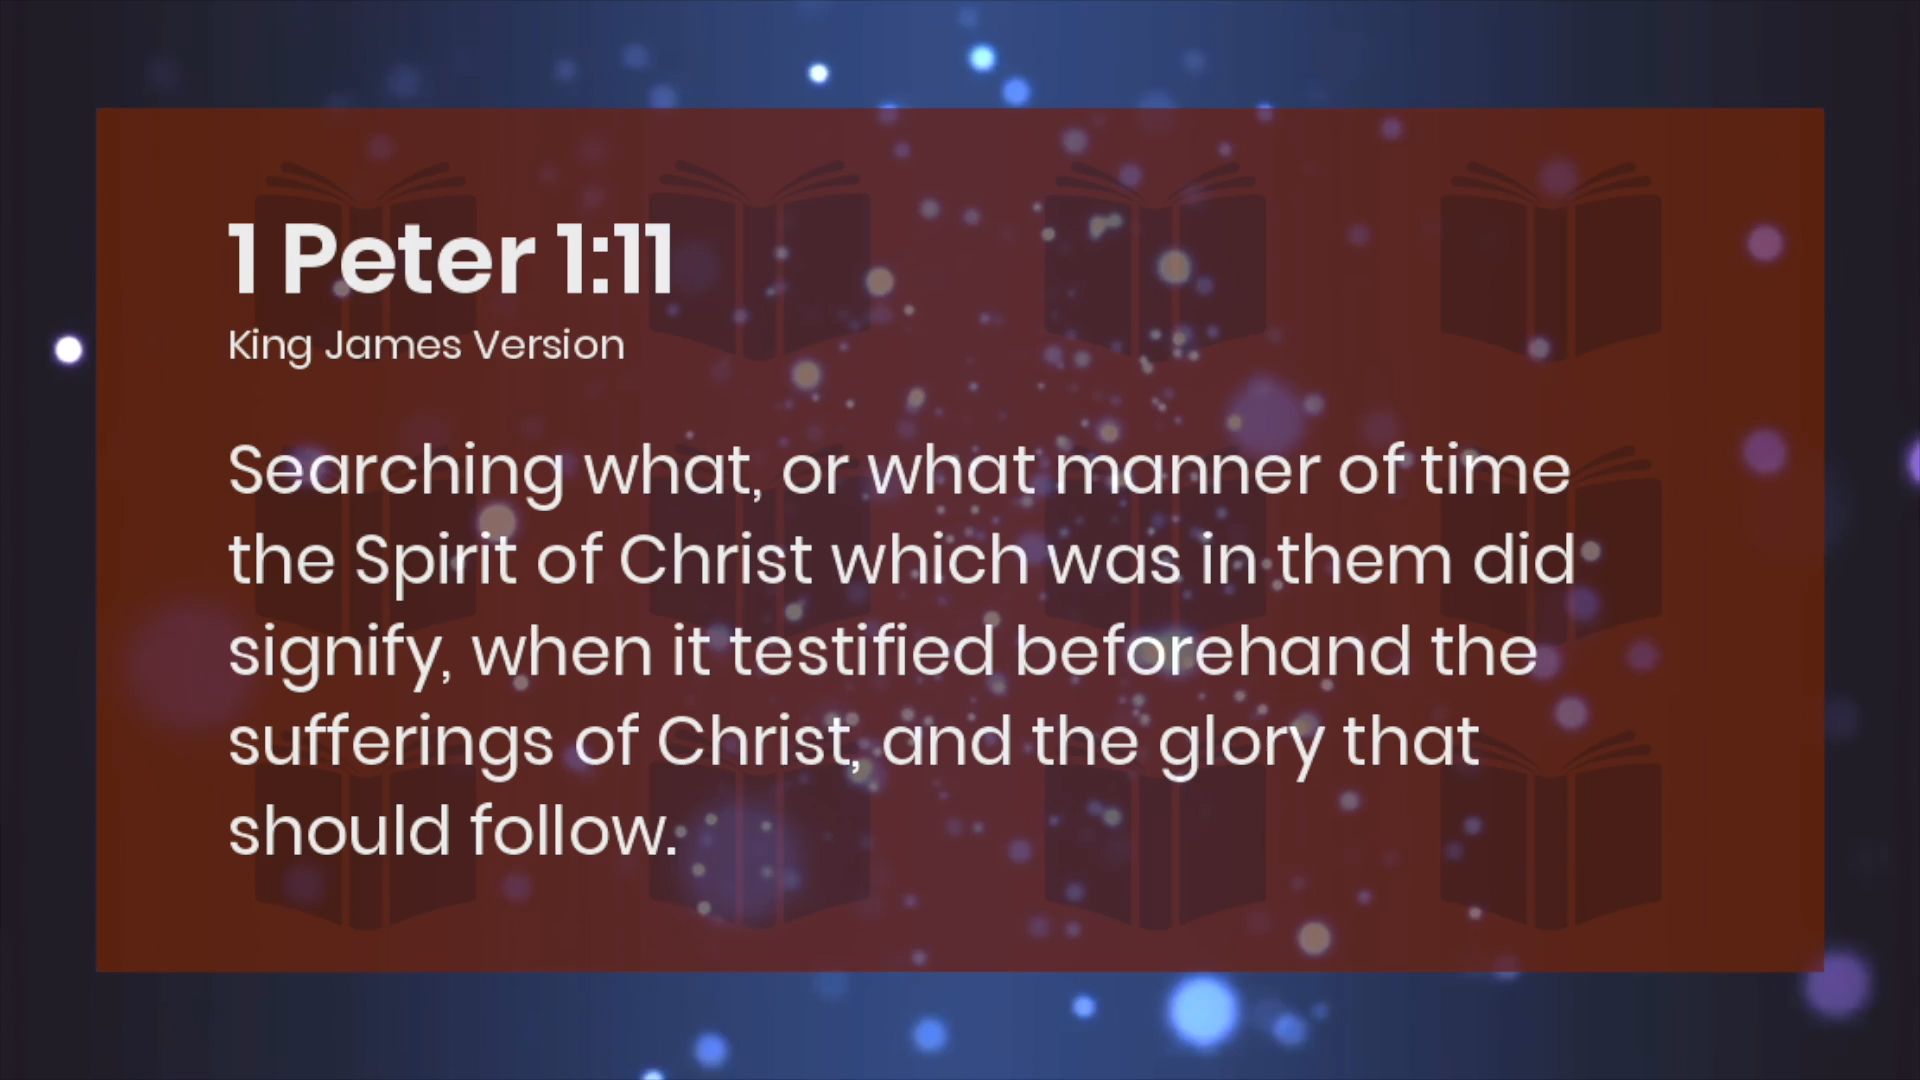 1 Peter 1:11
King James Version
Searching what, or what manner of time
the Spirit of Christ which was in them did
signify, when it testified beforehand the
sufferings of Christ, and the glory that
should follow.